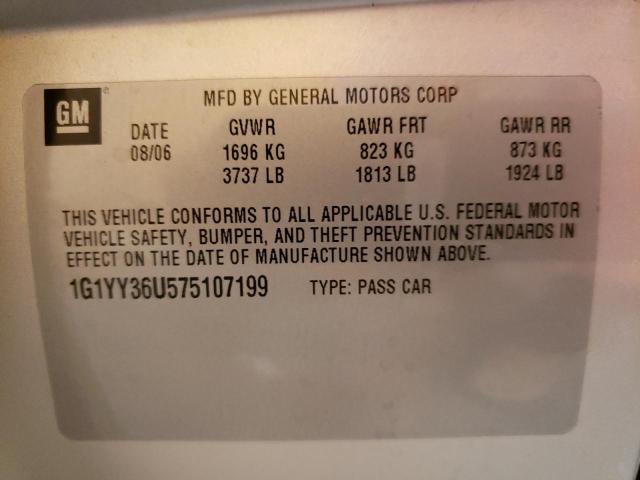 GM
MFD BY GENERAL MOTORS CORP
DATE GVWR GAWR FRT GAWR RR
08/06 1696 KG 823 KG 873 KG
3737 LB 1813 LB 1924 LB
THIS VEHICLE CONFORMS TO ALL APPLICABLE U.S. FEDERAL MOTOR
VEHICLE SAFETY, BUMPER, AND THEFT PREVENTION STANDARDS IN
EFFECT ON THE DATE OF MANUFACTURE SHOWN ABOVE.
1G1YY36U575107199 TYPE: PASS CAR